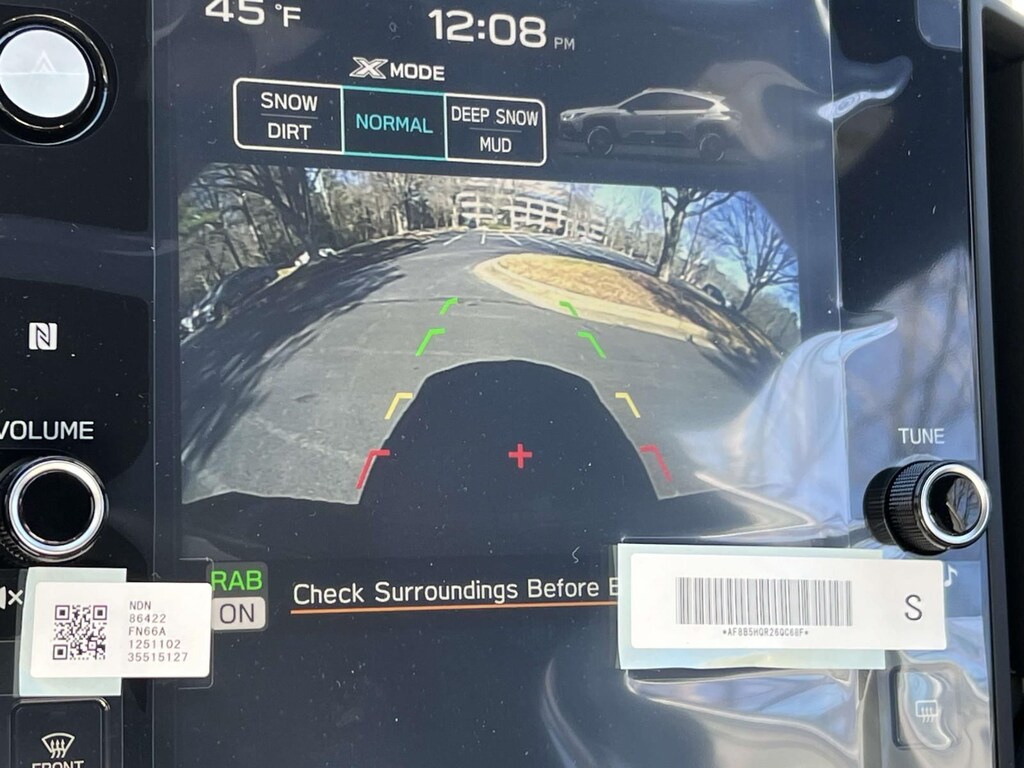 45 °F
12:08 PM
X MODE
SNOW
DIRT
NORMAL
DEEP SNOW
MUD
VOLUME
TUNE
RAB
ON
Check Surroundings Before
NDN
86422
FN66A
1251102
35515127
S
FRONT